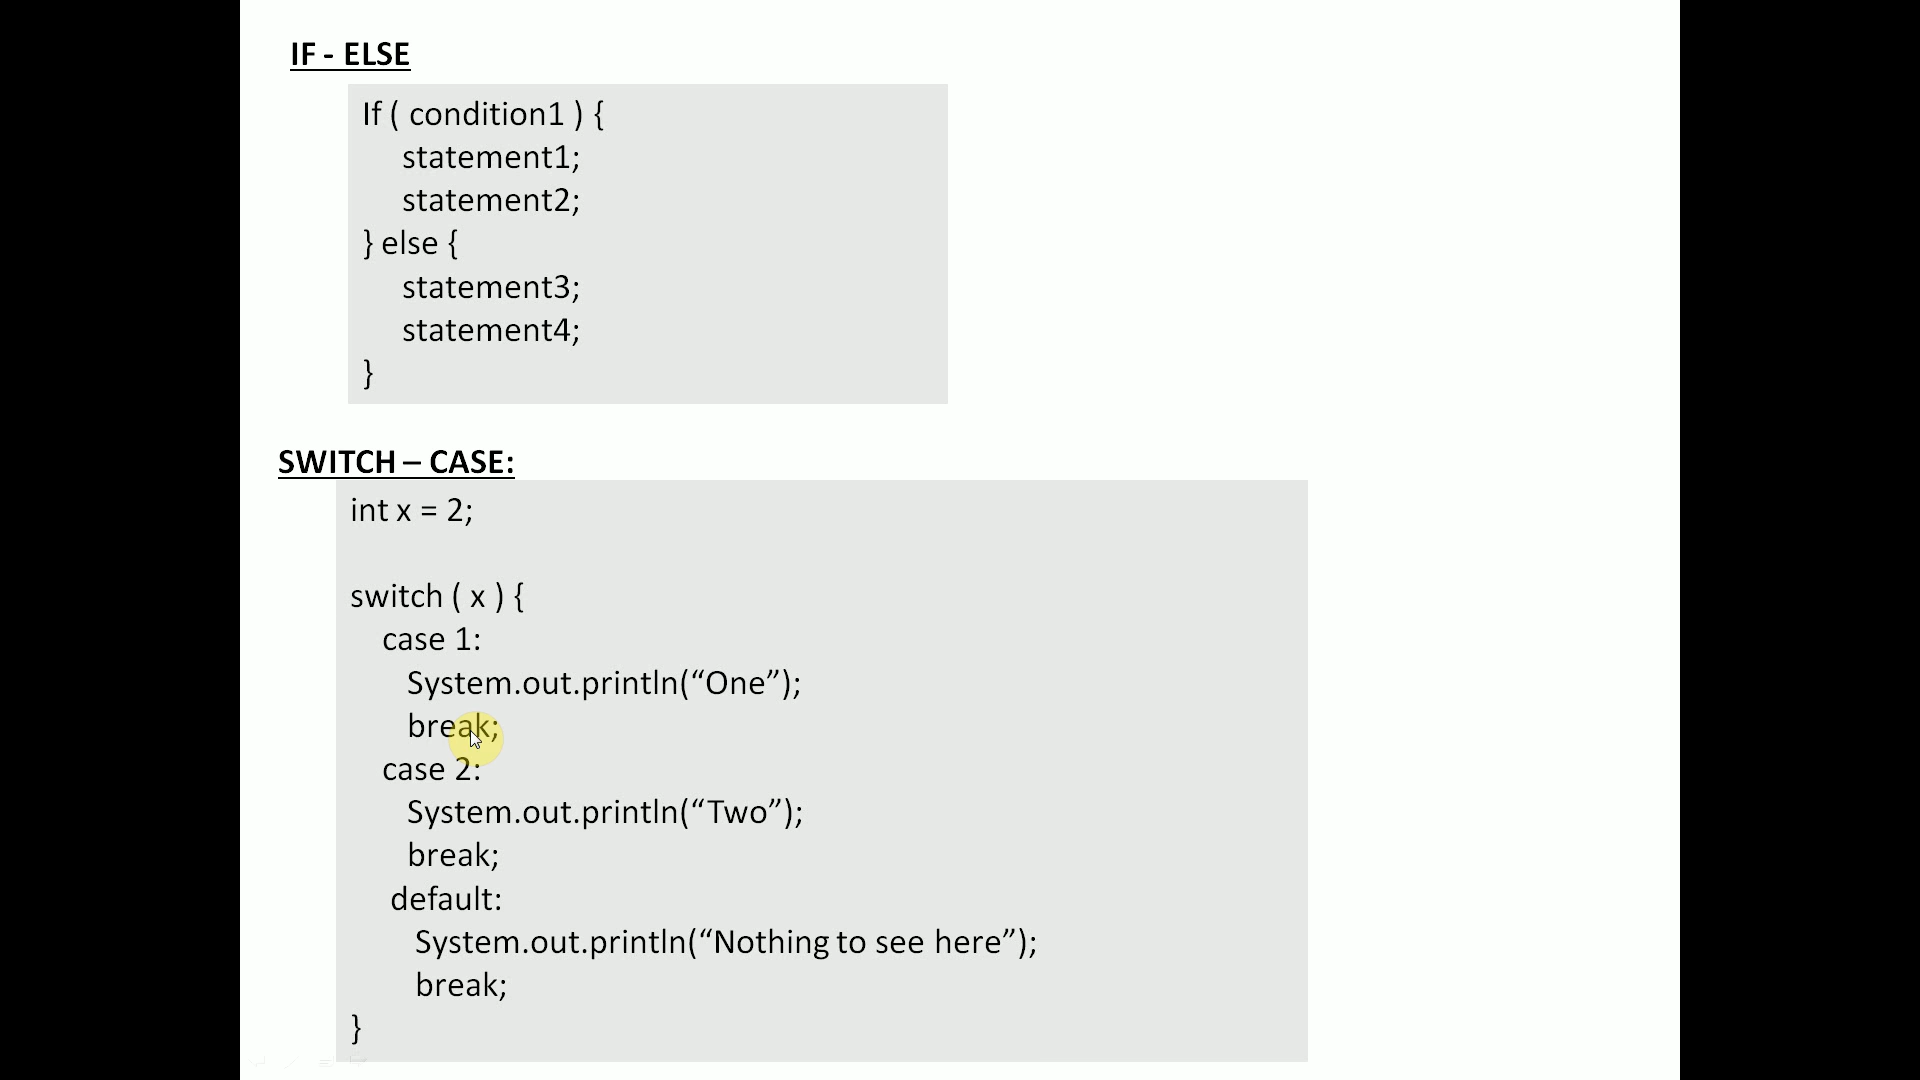 IF - ELSE
If ( condition1 ) {
statement1;
statement2;
} else {
statement3;
statement4;
}
SWITCH – CASE:
int x = 2;
switch ( x ) {
case 1:
System.out.println(“One”);
break;
case 2:
System.out.println(“Two”);
break;
default:
System.out.println(“Nothing to see here”);
break;
}